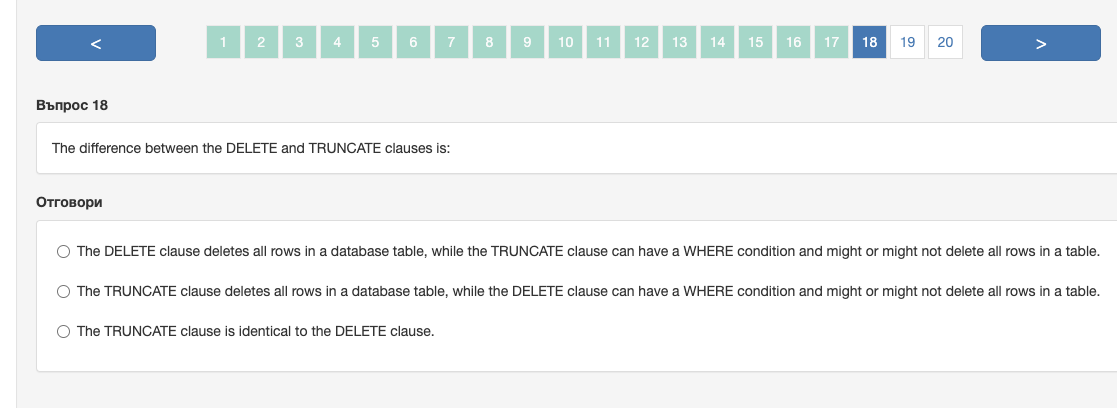 < 1 2 3 4 5 6 7 8 9 10 11 12 13 14 15 16 17 18 19 20 >
Въпрос 18
The difference between the DELETE and TRUNCATE clauses is:
Отговори
The DELETE clause deletes all rows in a database table, while the TRUNCATE clause can have a WHERE condition and might or might not delete all rows in a table.
The TRUNCATE clause deletes all rows in a database table, while the DELETE clause can have a WHERE condition and might or might not delete all rows in a table.
The TRUNCATE clause is identical to the DELETE clause.